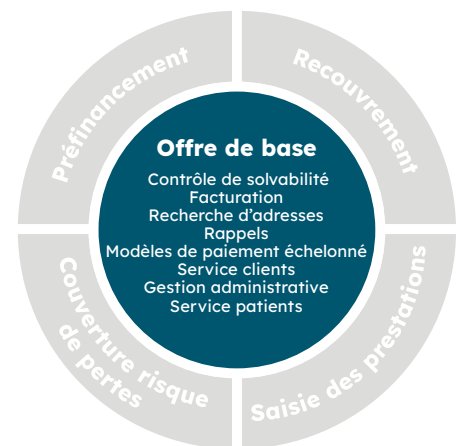 Préfinancement
Recouvrement
Offre de base
Contrôle de solvabilité
Facturation
Recherche d'adresses
Rappels
Modèles de paiement échelonné
Service clients
Gestion administrative
Service patients
Couverture risque
de pertes
Saisie des prestations